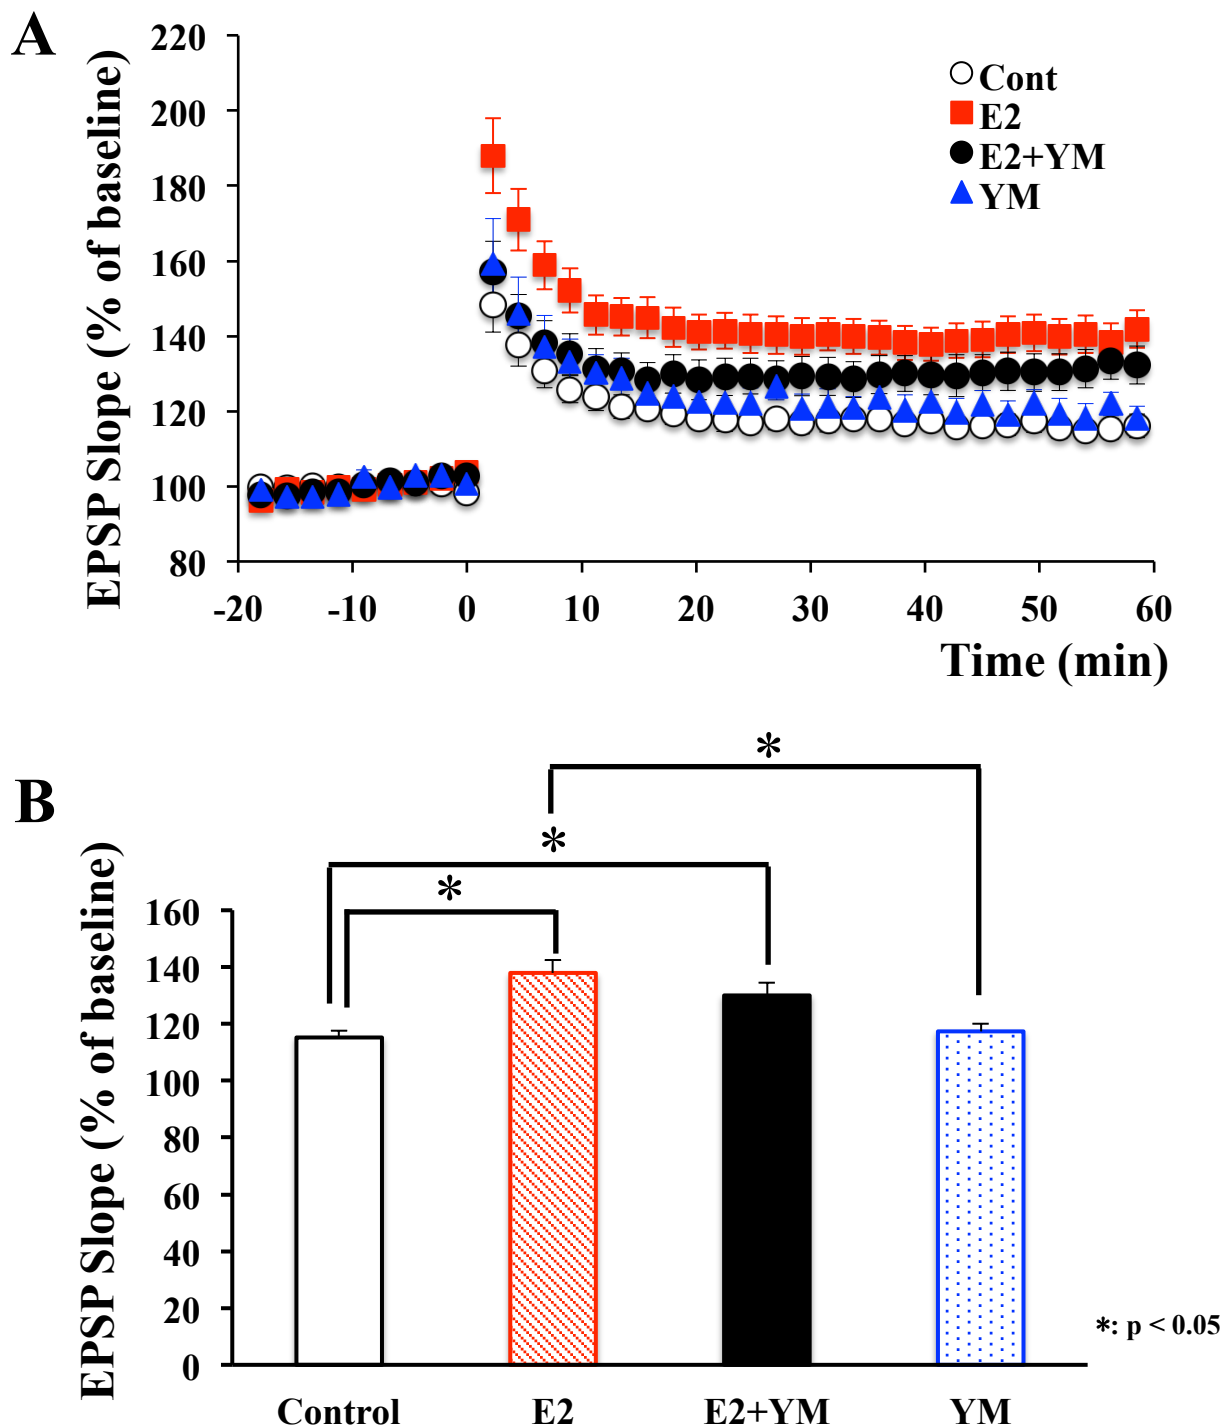 A
EPSP Slope (% of baseline)
220
200
180
160
140
120
100
80
-20 -10 0 10 20 30 40 50 60
Time (min)
Cont
E2
E2+YM
YM
B
EPSP Slope (% of baseline)
160
140
120
100
80
60
40
20
0
*
*
*
Control E2 E2+YM YM
*: p < 0.05